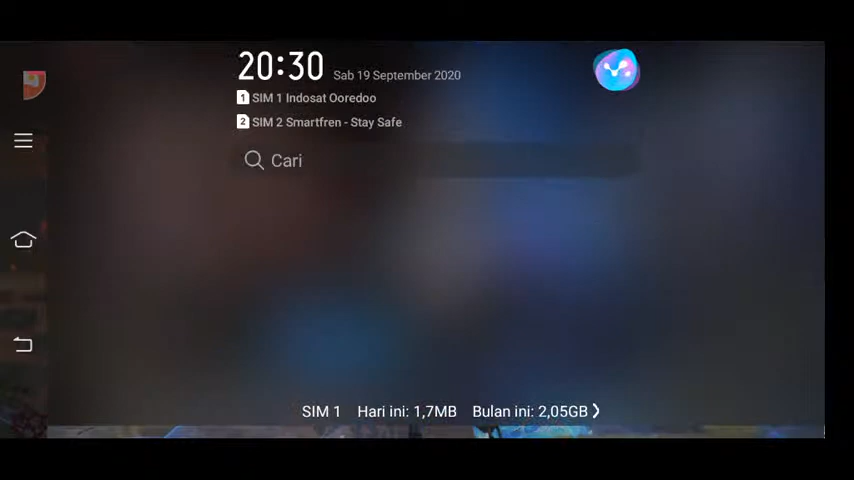 20:30 Sab 19 September 2020
1 SIM 1 Indosat Ooredoo
2 SIM 2 Smartfren - Stay Safe
Cari
SIM 1 Hari ini: 1,7MB Bulan ini: 2,05GB